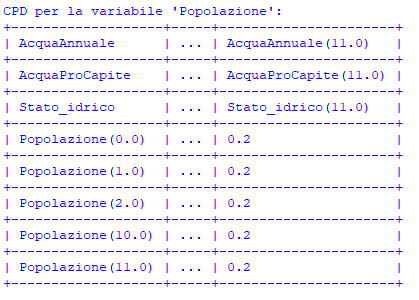 CPD per la variabile 'Popolazione':
+-------------------+-----+----------------------+
| AcquaAnnuale      | ... | AcquaAnnuale(11.0)   |
+-------------------+-----+----------------------+
| AcquaProCapite    | ... | AcquaProCapite(11.0) |
+-------------------+-----+----------------------+
| Stato_idrico      | ... | Stato_idrico(11.0)   |
+-------------------+-----+----------------------+
| Popolazione(0.0)  | ... | 0.2                  |
+-------------------+-----+----------------------+
| Popolazione(1.0)  | ... | 0.2                  |
+-------------------+-----+----------------------+
| Popolazione(2.0)  | ... | 0.2                  |
+-------------------+-----+----------------------+
| Popolazione(10.0) | ... | 0.2                  |
+-------------------+-----+----------------------+
| Popolazione(11.0) | ... | 0.2                  |
+-------------------+-----+----------------------+